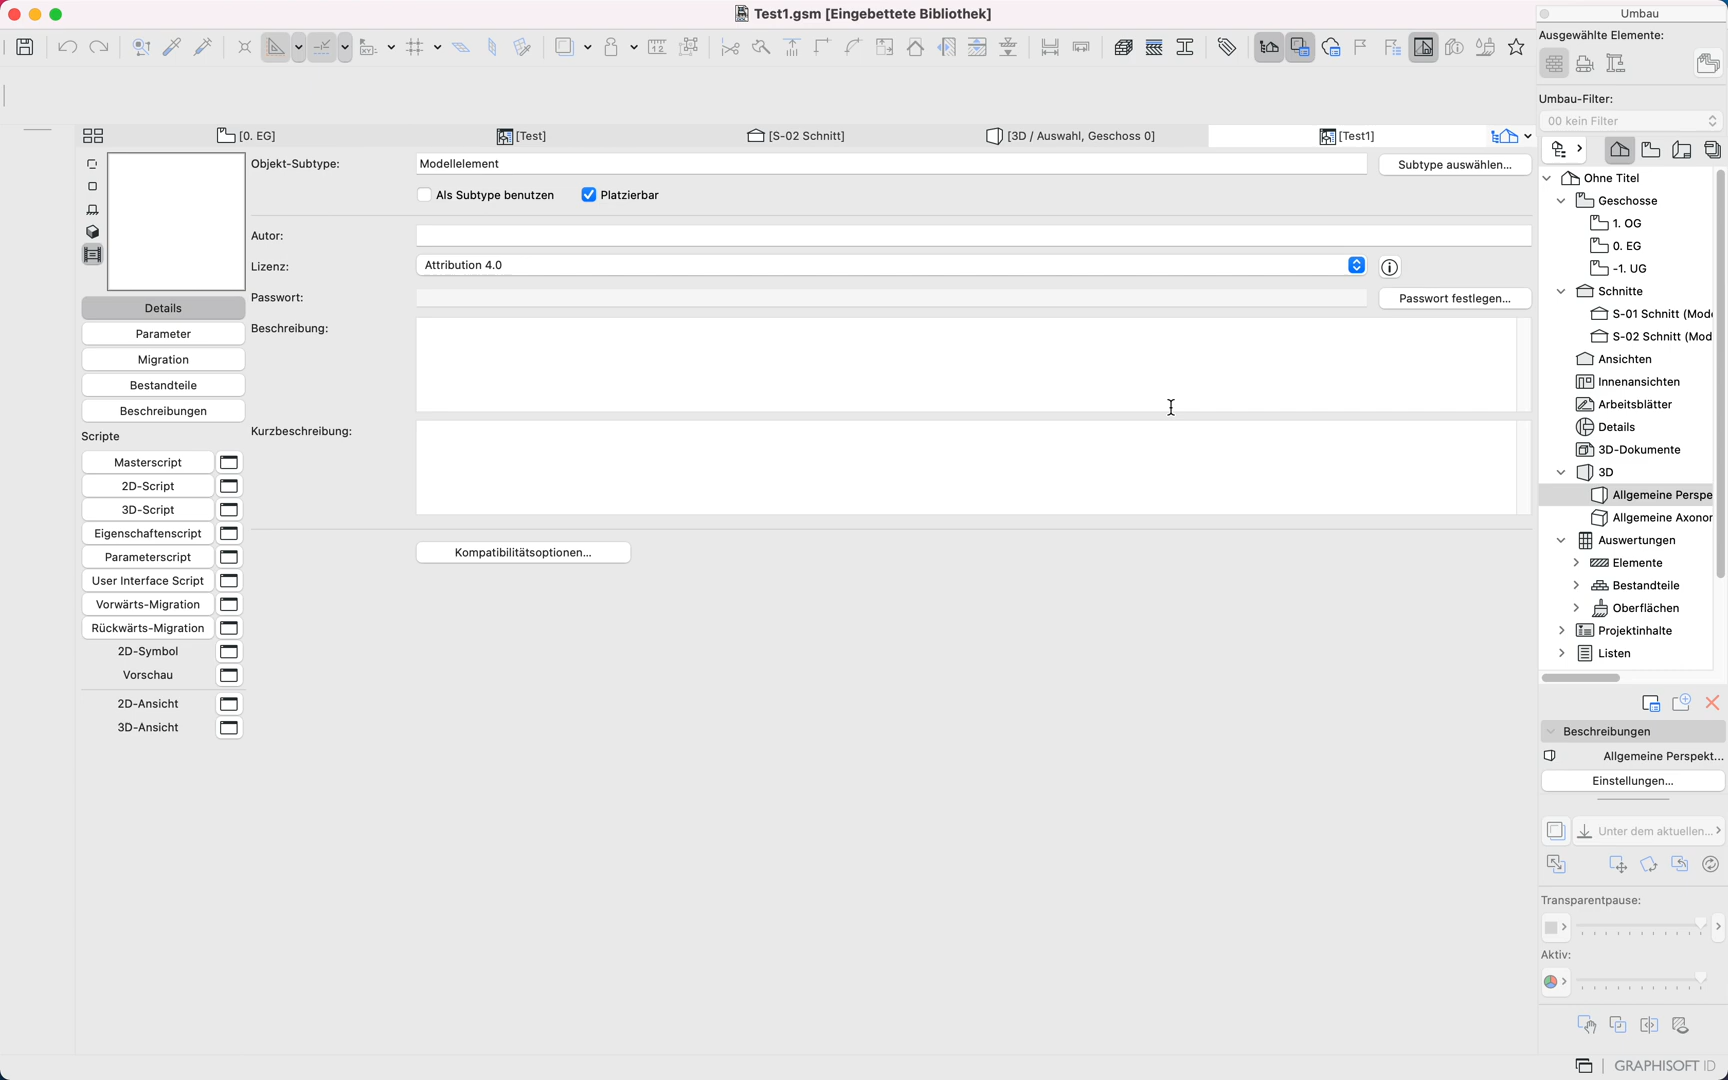 Test1.gsm [Eingebettete Bibliothek]
Umbau
Ausgewählte Elemente:
Umbau-Filter:
00 kein Filter
[0. EG]
[Test]
[S-02 Schnitt]
[3D / Auswahl, Geschoss 0]
[Test1]
Objekt-Subtype:
Modellelement
Subtype auswählen...
Als Subtype benutzen
Platzierbar
Autor:
Lizenz:
Attribution 4.0
Passwort:
Passwort festlegen...
Beschreibung:
Kurzbeschreibung:
Kompatibilitätsoptionen...
Details
Parameter
Migration
Bestandteile
Beschreibungen
Scripte
Masterscript
2D-Script
3D-Script
Eigenschaftenscript
Parameterscript
User Interface Script
Vorwärts-Migration
Rückwärts-Migration
2D-Symbol
Vorschau
2D-Ansicht
3D-Ansicht
Ohne Titel
Geschosse
1. OG
0. EG
-1. UG
Schnitte
S-01 Schnitt (Mode
S-02 Schnitt (Mod
Ansichten
Innenansichten
Arbeitsblätter
Details
3D-Dokumente
3D
Allgemeine Perspe
Allgemeine Axonor
Auswertungen
Elemente
Bestandteile
Oberflächen
Projektinhalte
Listen
Beschreibungen
Allgemeine Perspekt...
Einstellungen...
Unter dem aktuellen...
Transparentpause:
Aktiv:
GRAPHISOFT ID